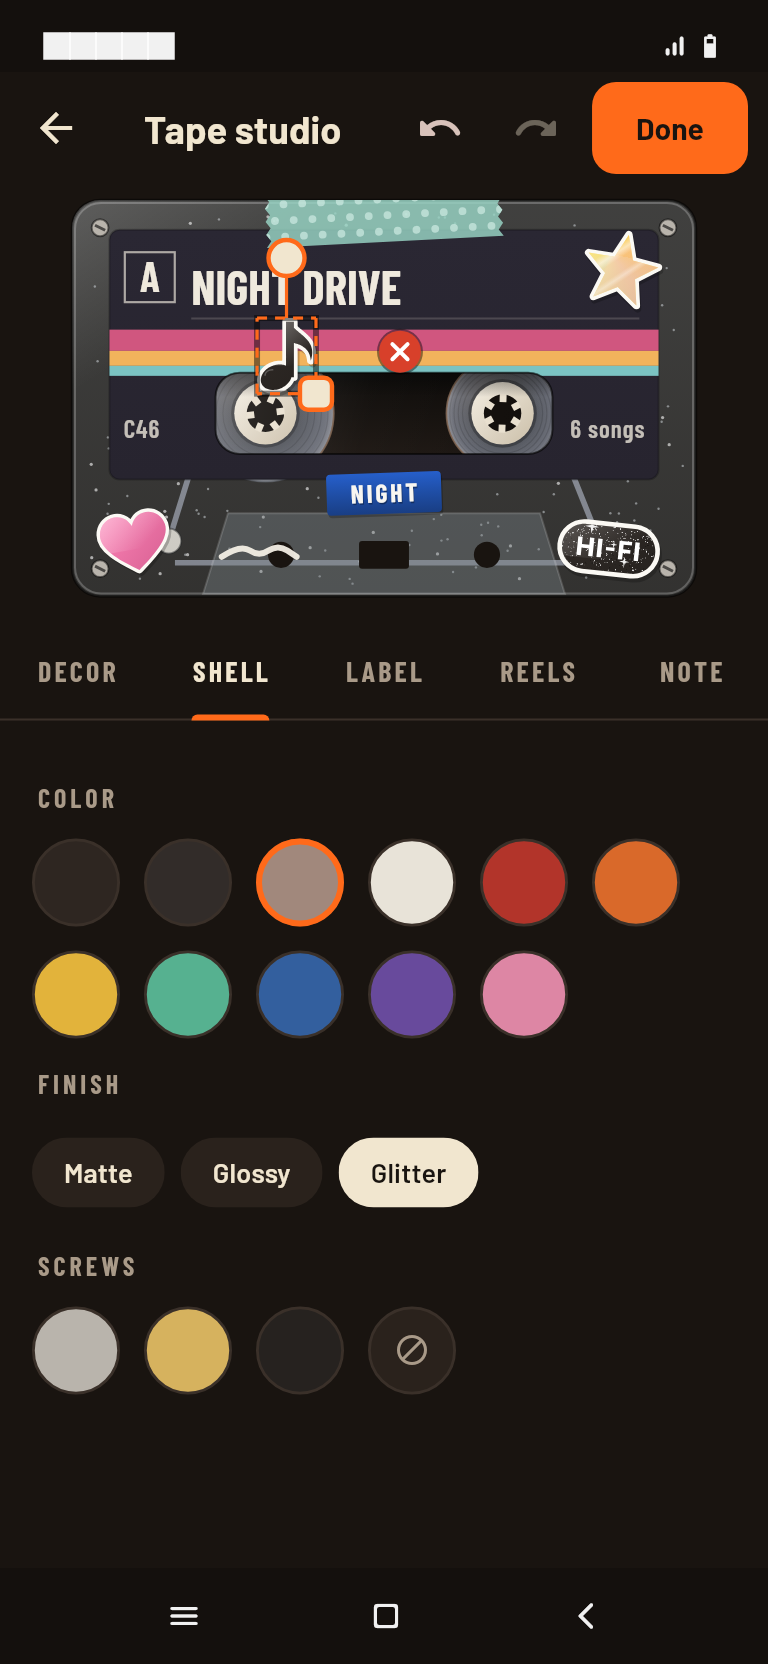 Tape studio
Done
A
NIGHT DRIVE
C46
6 songs
NIGHT
HI-FI
DECOR
SHELL
LABEL
REELS
NOTE
COLOR
FINISH
Matte
Glossy
Glitter
SCREWS